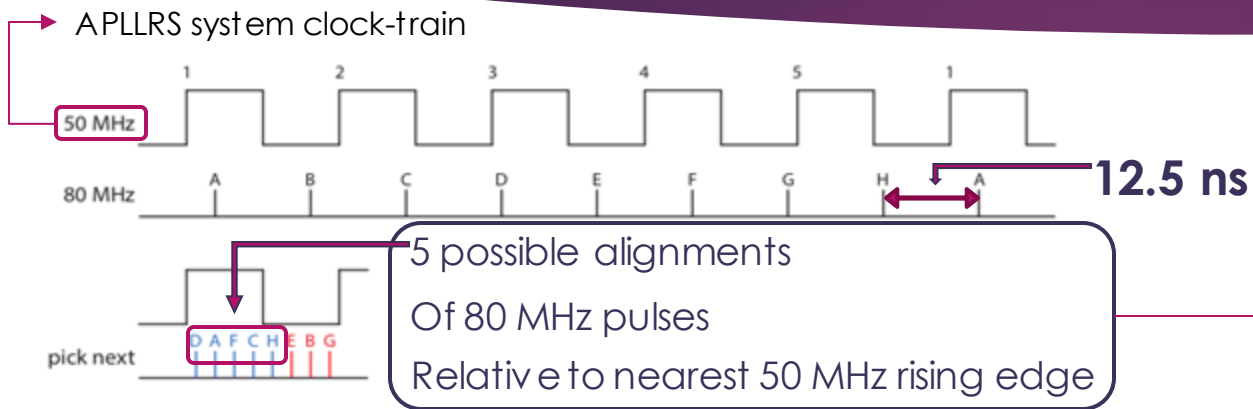 APLLRS system clock-train
1 2 3 4 5 1
50 MHz
A B C D E F G H A
80 MHz
12.5 ns
5 possible alignments
Of 80 MHz pulses
Relative to nearest 50 MHz rising edge
D A F C H E B G
pick next